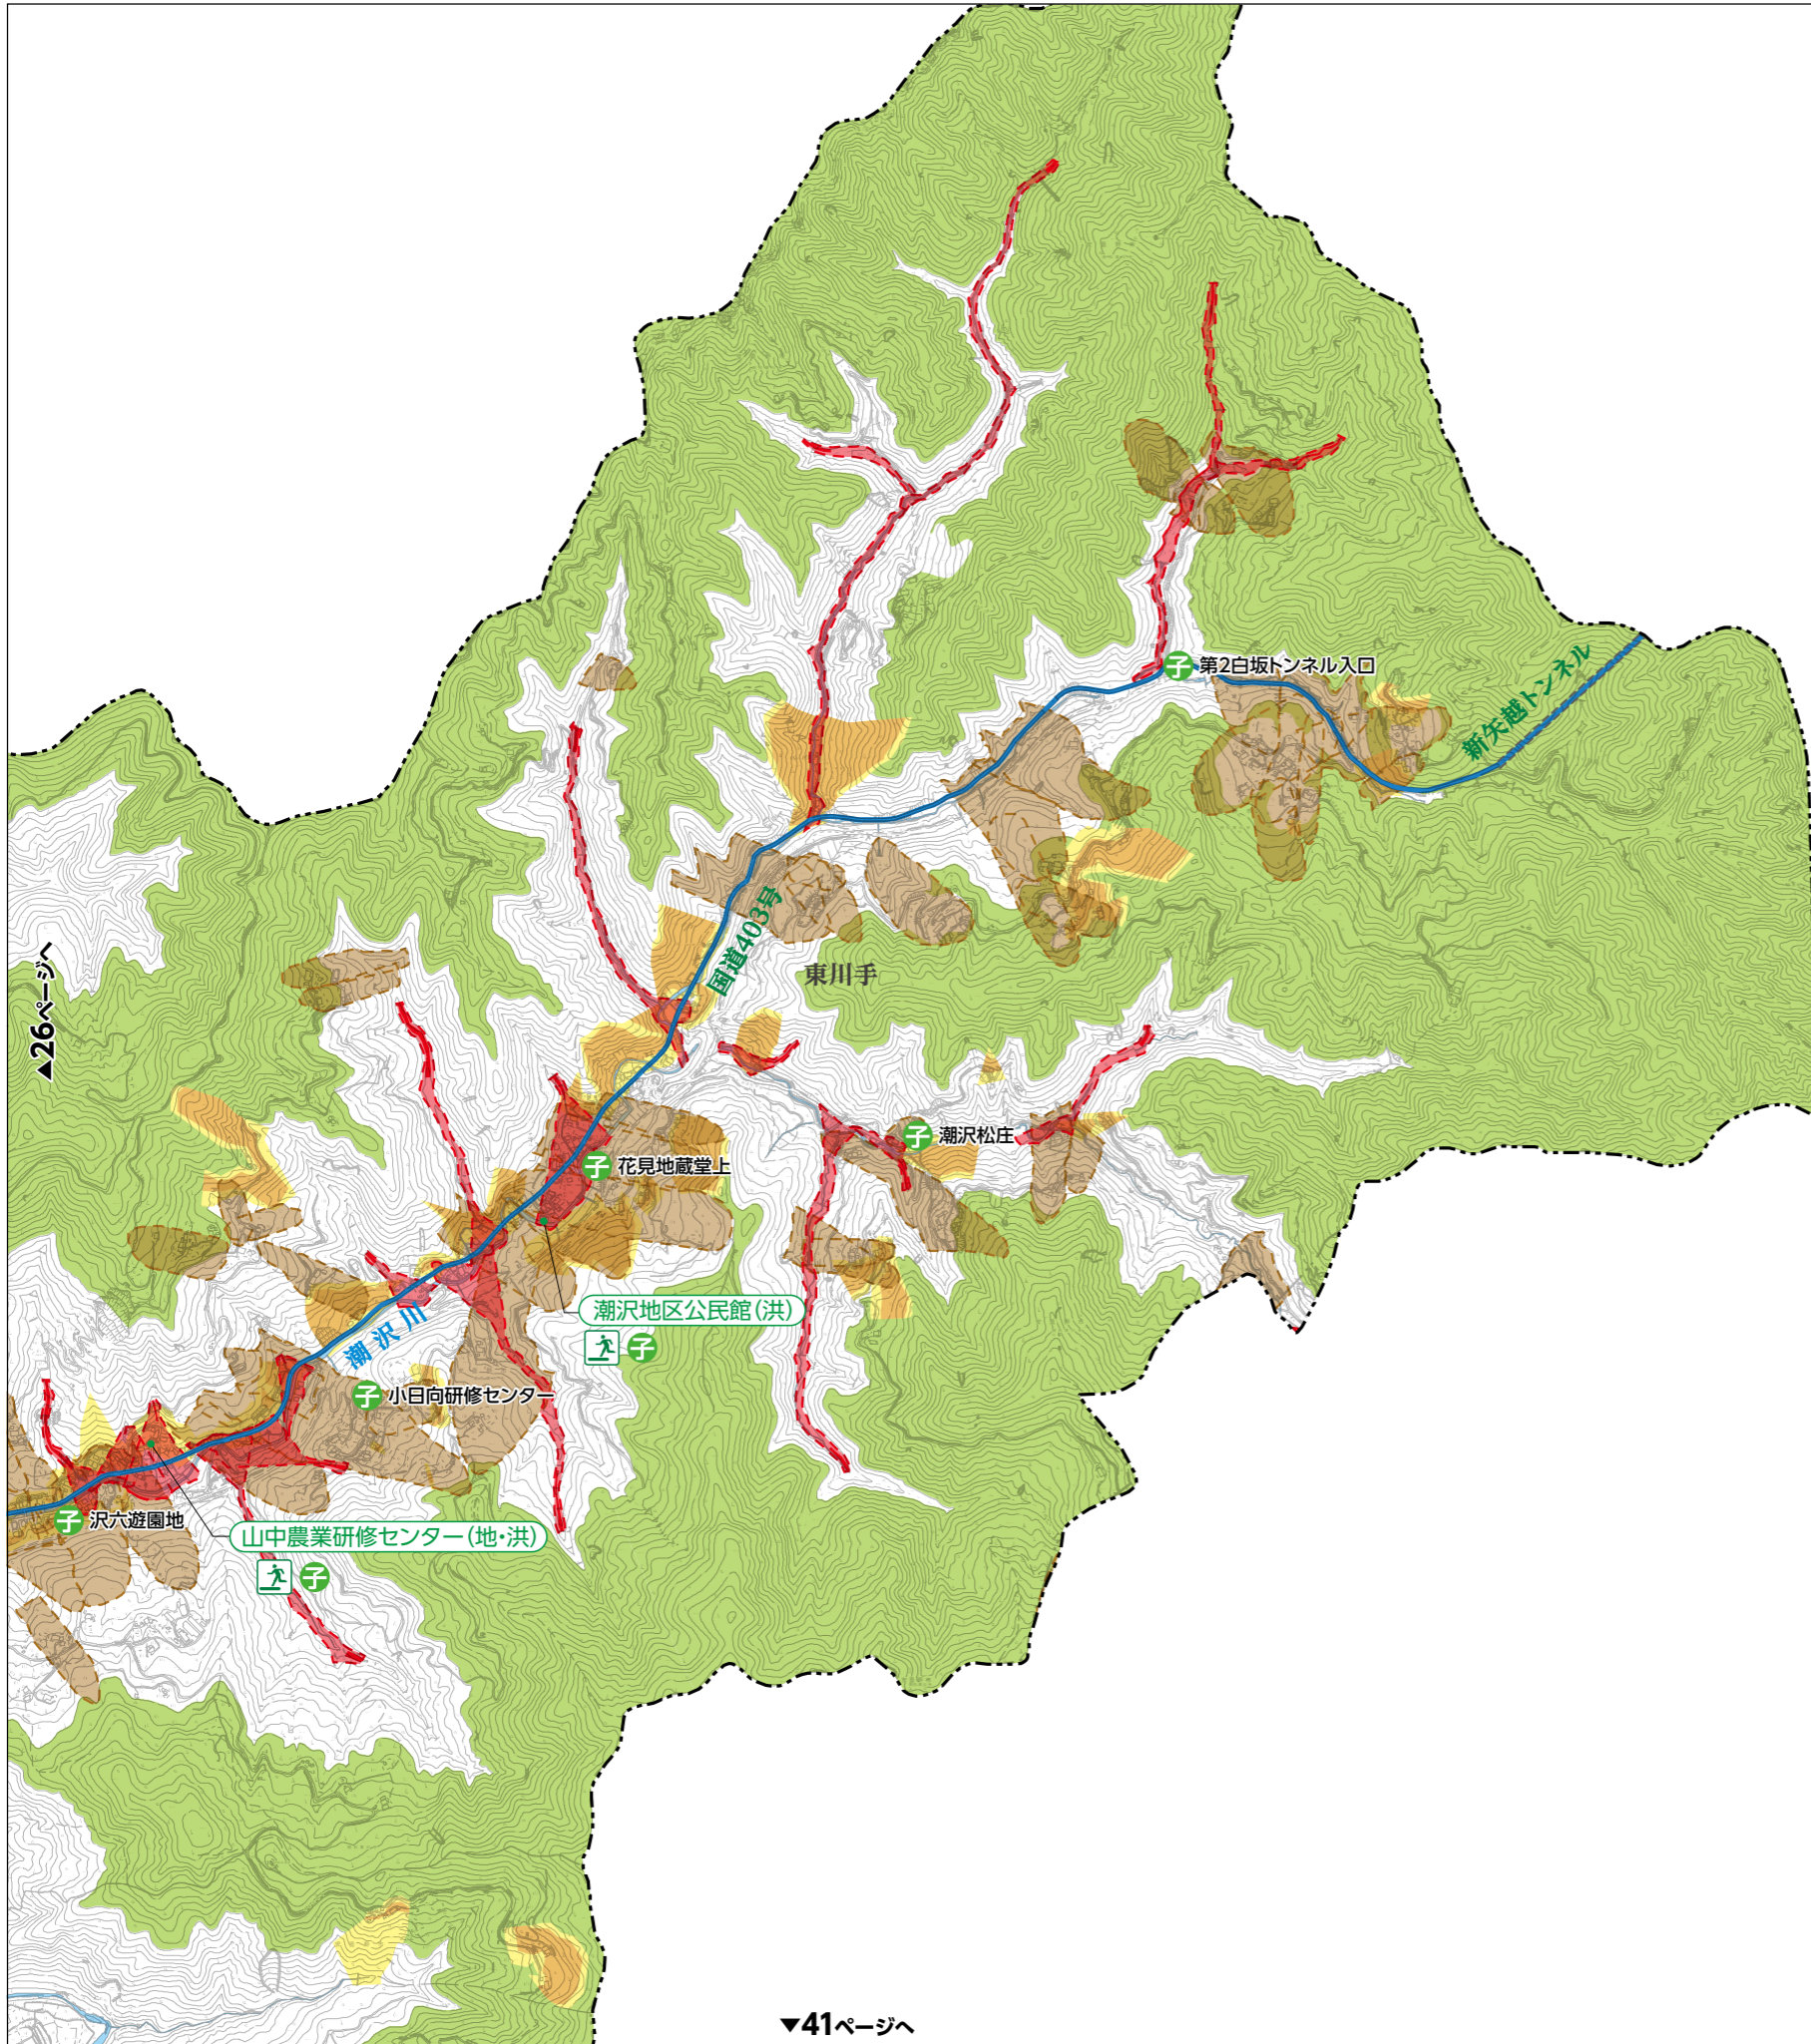 子 第2白坂トンネル入口
新矢越トンネル
国道403号
東川手
▲26ページへ
子 潮沢松庄
子 花見地蔵堂上
潮沢地区公民館(洪)
子
潮沢川
子 小日向研修センター
子 沢六遊園地
山中農業研修センター(地・洪)
子
▼41ページへ